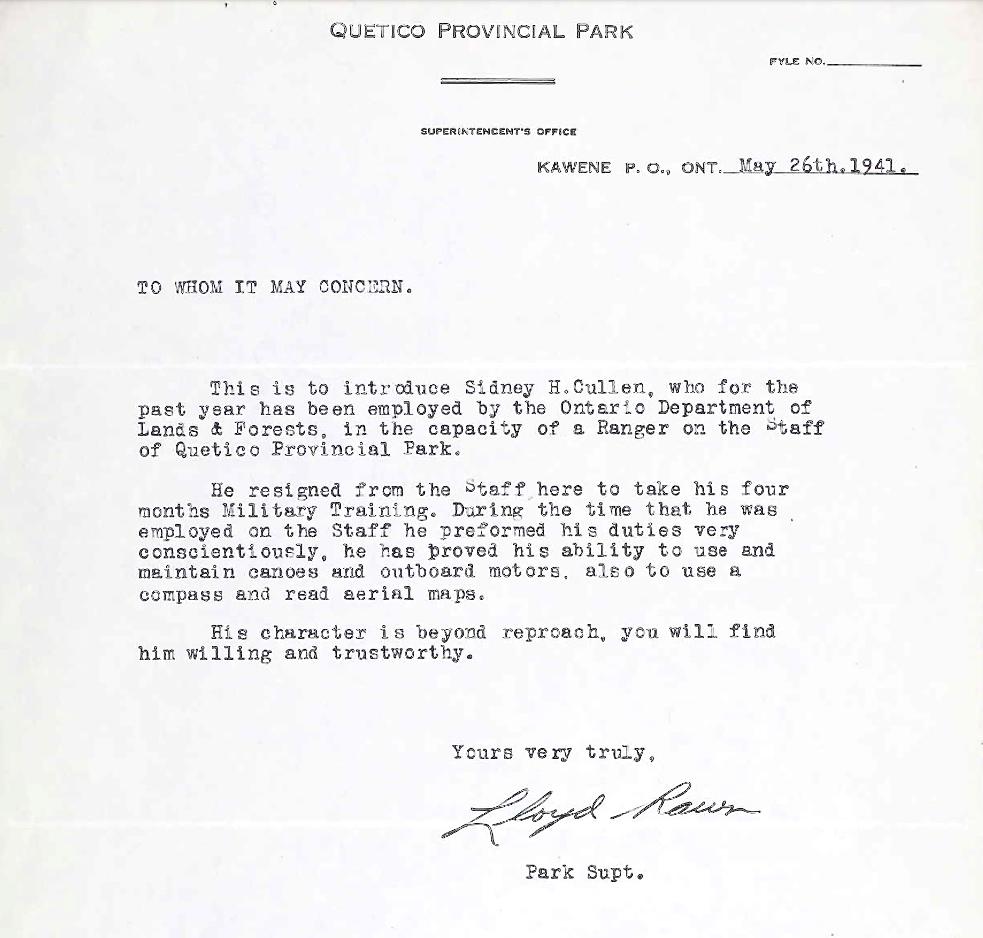 QUETICO PROVINCIAL PARK
FYLE NO.
SUPERINTENCENT'S OFFICE
KAWENE P. O., ONT. May 26th.1941.
TO WHOM IT MAY CONCERN.
This is to introduce Sidney H.Cullen, who for the
past year has been employed by the Ontario Department of
Lands & Forests, in the capacity of a Ranger on the Staff
of Quetico Provincial Park.
He resigned from the Staff here to take his four
months Military Training. During the time that he was
employed on the Staff he preformed his duties very
conscientiously, he has proved his ability to use and
maintain canoes and outboard motors, also to use a
compass and read aerial maps.
His character is beyond reproach, you will find
him willing and trustworthy.
Yours very truly,
Lloyd Rawn
Park Supt.